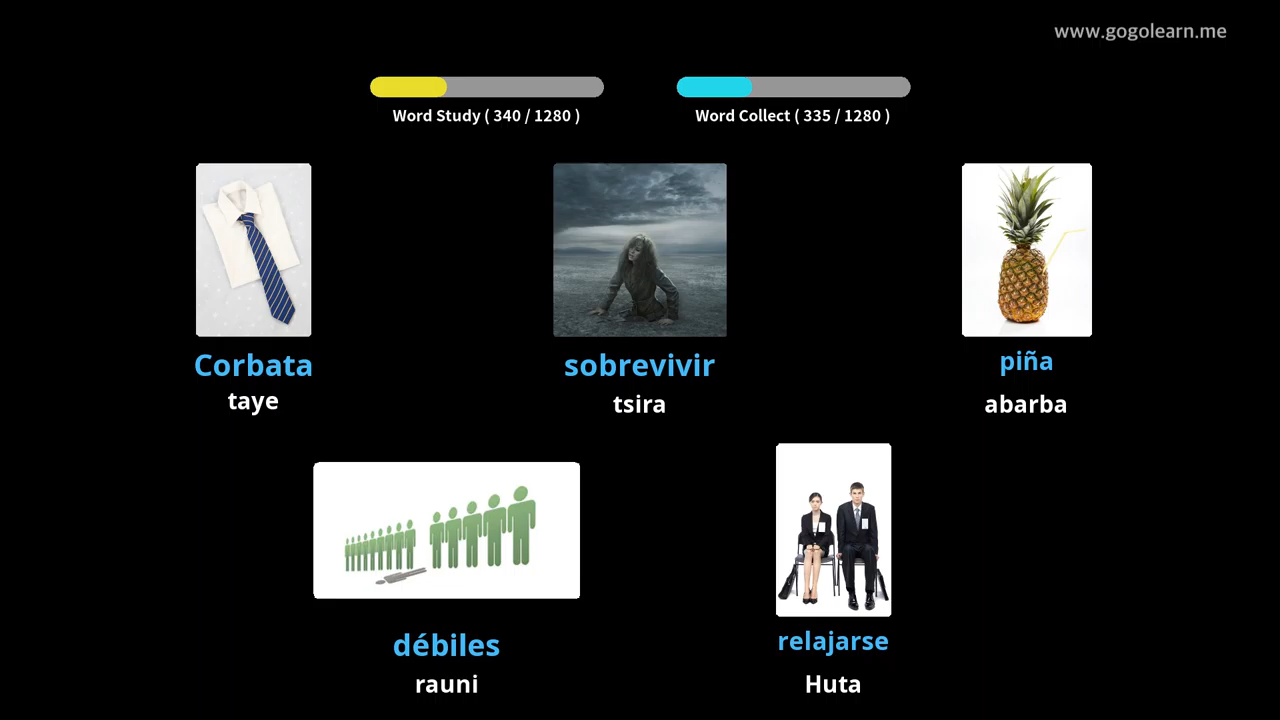 www.gogolearn.me
Word Study ( 340 / 1280 )
Word Collect ( 335 / 1280 )
Corbata
taye
sobrevivir
tsira
piña
abarba
débiles
rauni
relajarse
Huta